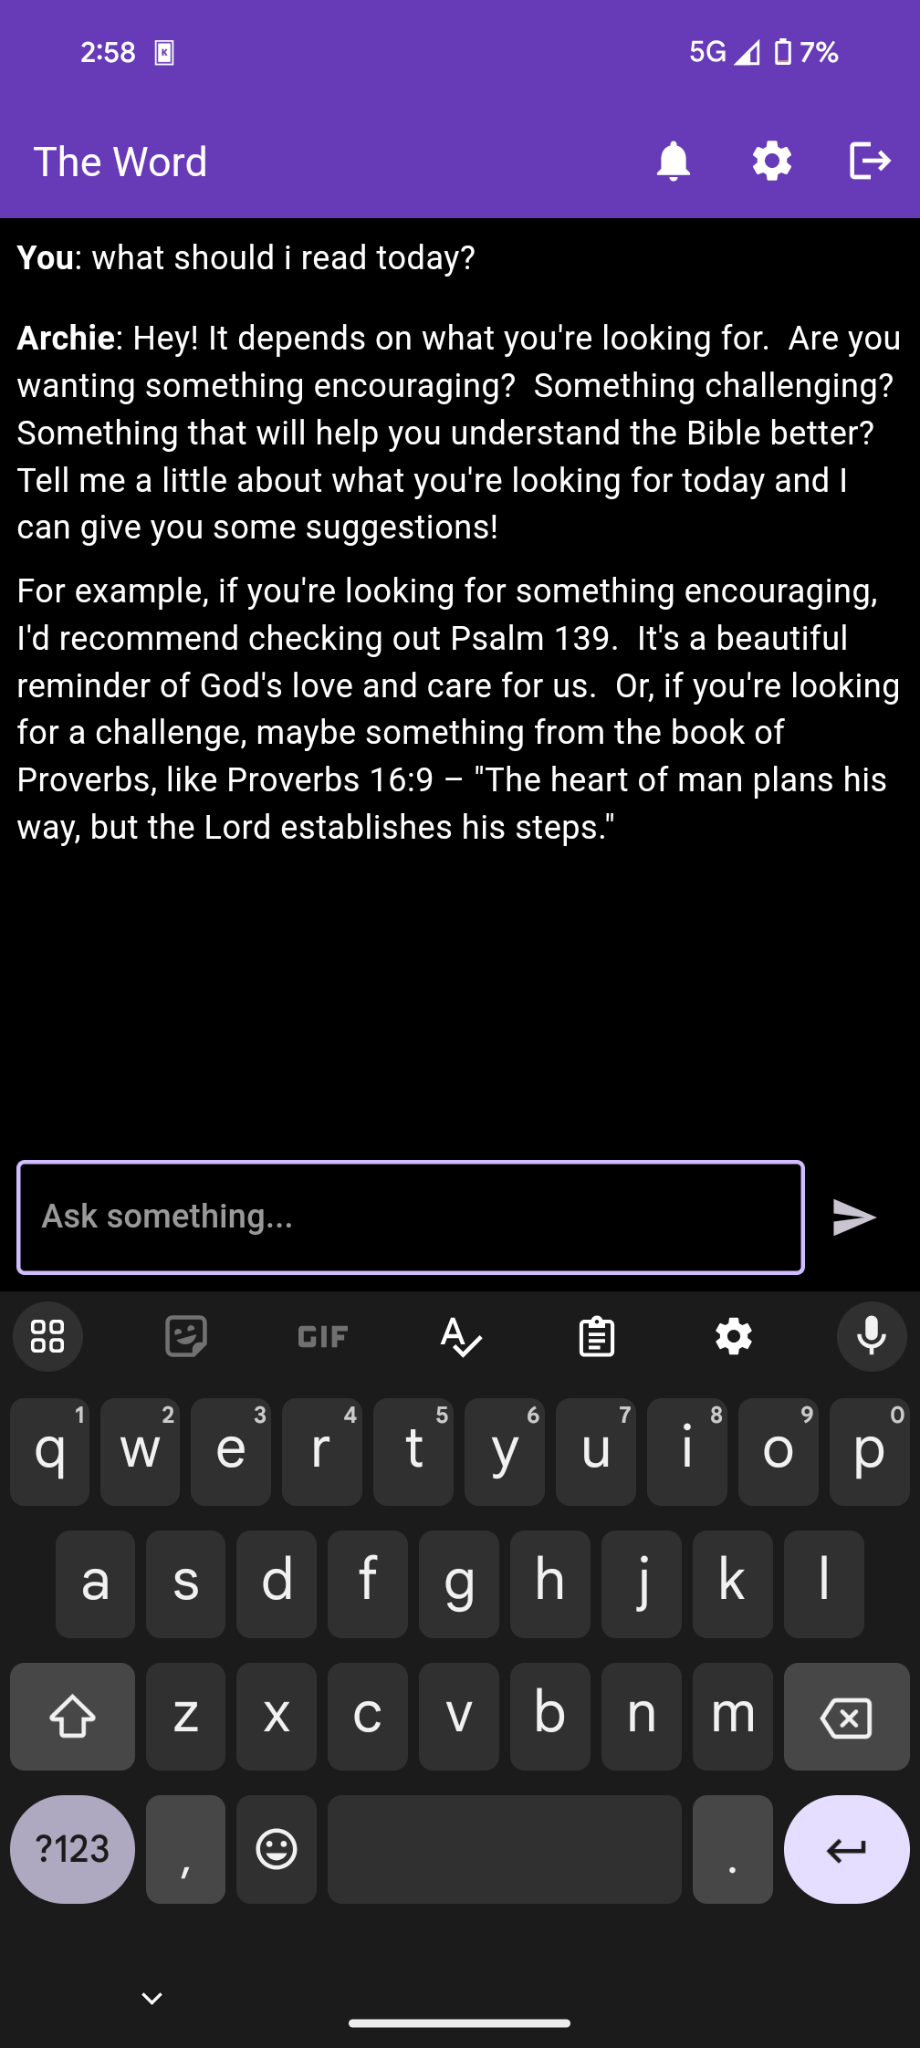 2:58
5G 7%
The Word
You: what should i read today?
Archie: Hey! It depends on what you're looking for.  Are you
wanting something encouraging?  Something challenging?
Something that will help you understand the Bible better?
Tell me a little about what you're looking for today and I
can give you some suggestions!
For example, if you're looking for something encouraging,
I'd recommend checking out Psalm 139.  It's a beautiful
reminder of God's love and care for us.  Or, if you're looking
for a challenge, maybe something from the book of
Proverbs, like Proverbs 16:9 – "The heart of man plans his
way, but the Lord establishes his steps."
Ask something...
GIF
1 2 3 4 5 6 7 8 9 0
q w e r t y u i o p
a s d f g h j k l
z x c v b n m
?123 , .